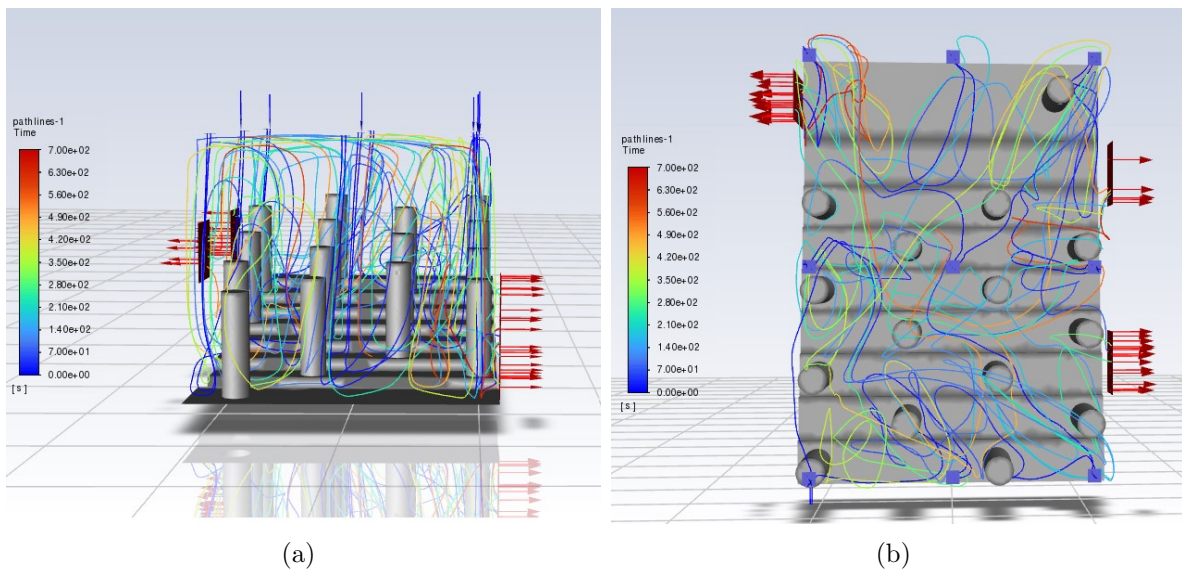 pathlines-1
Time
7.00e+02
6.30e+02
5.60e+02
4.90e+02
4.20e+02
3.50e+02
2.80e+02
2.10e+02
1.40e+02
7.00e+01
0.00e+00
[s]
(a)
pathlines-1
Time
7.00e+02
6.30e+02
5.60e+02
4.90e+02
4.20e+02
3.50e+02
2.80e+02
2.10e+02
1.40e+02
7.00e+01
0.00e+00
[s]
(b)